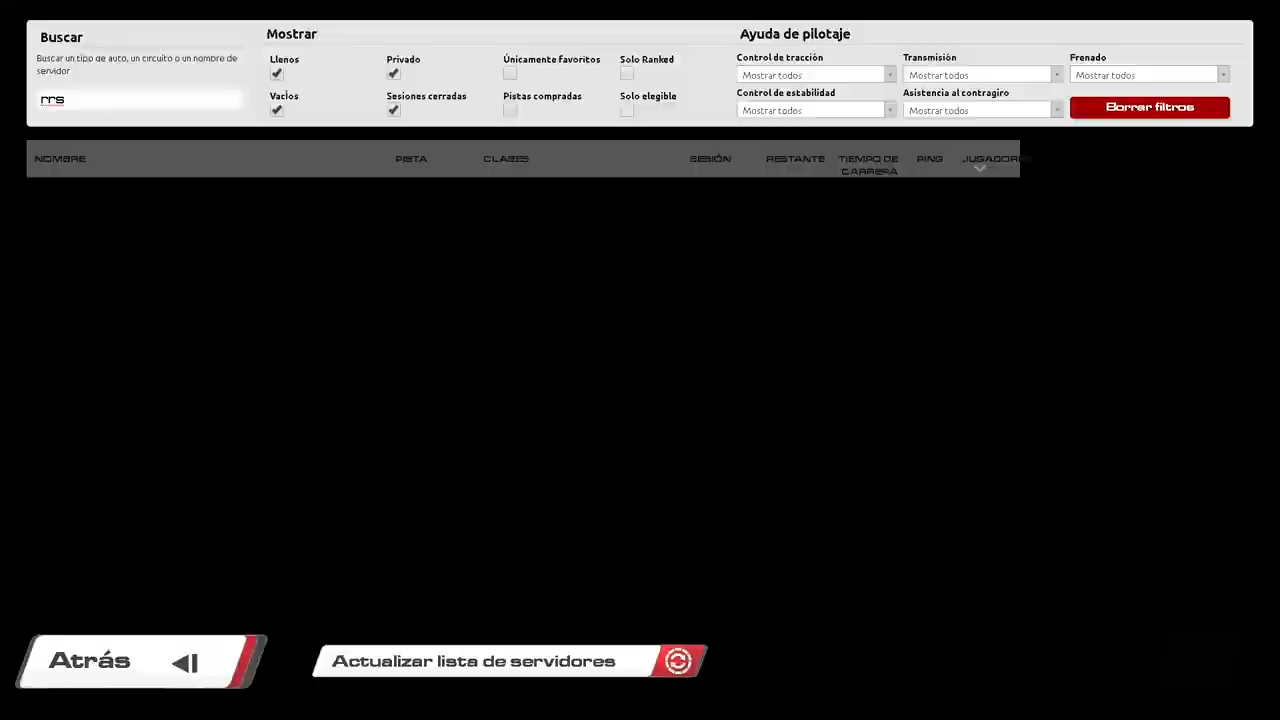 Buscar
Buscar un tipo de auto, un circuito o un nombre de
servidor
rrs
Mostrar
Llenos
Privado
Únicamente favoritos
Solo Ranked
Vacíos
Sesiones cerradas
Pistas compradas
Solo elegible
Ayuda de pilotaje
Control de tracción
Transmisión
Frenado
Mostrar todos
Mostrar todos
Mostrar todos
Control de estabilidad
Asistencia al contragiro
Mostrar todos
Mostrar todos
Borrar filtros
NOMBRE
PISTA
CLASES
SESIÓN
RESTANTE
TIEMPO DE
CARRERA
PING
JUGADORES
Atrás
Actualizar lista de servidores